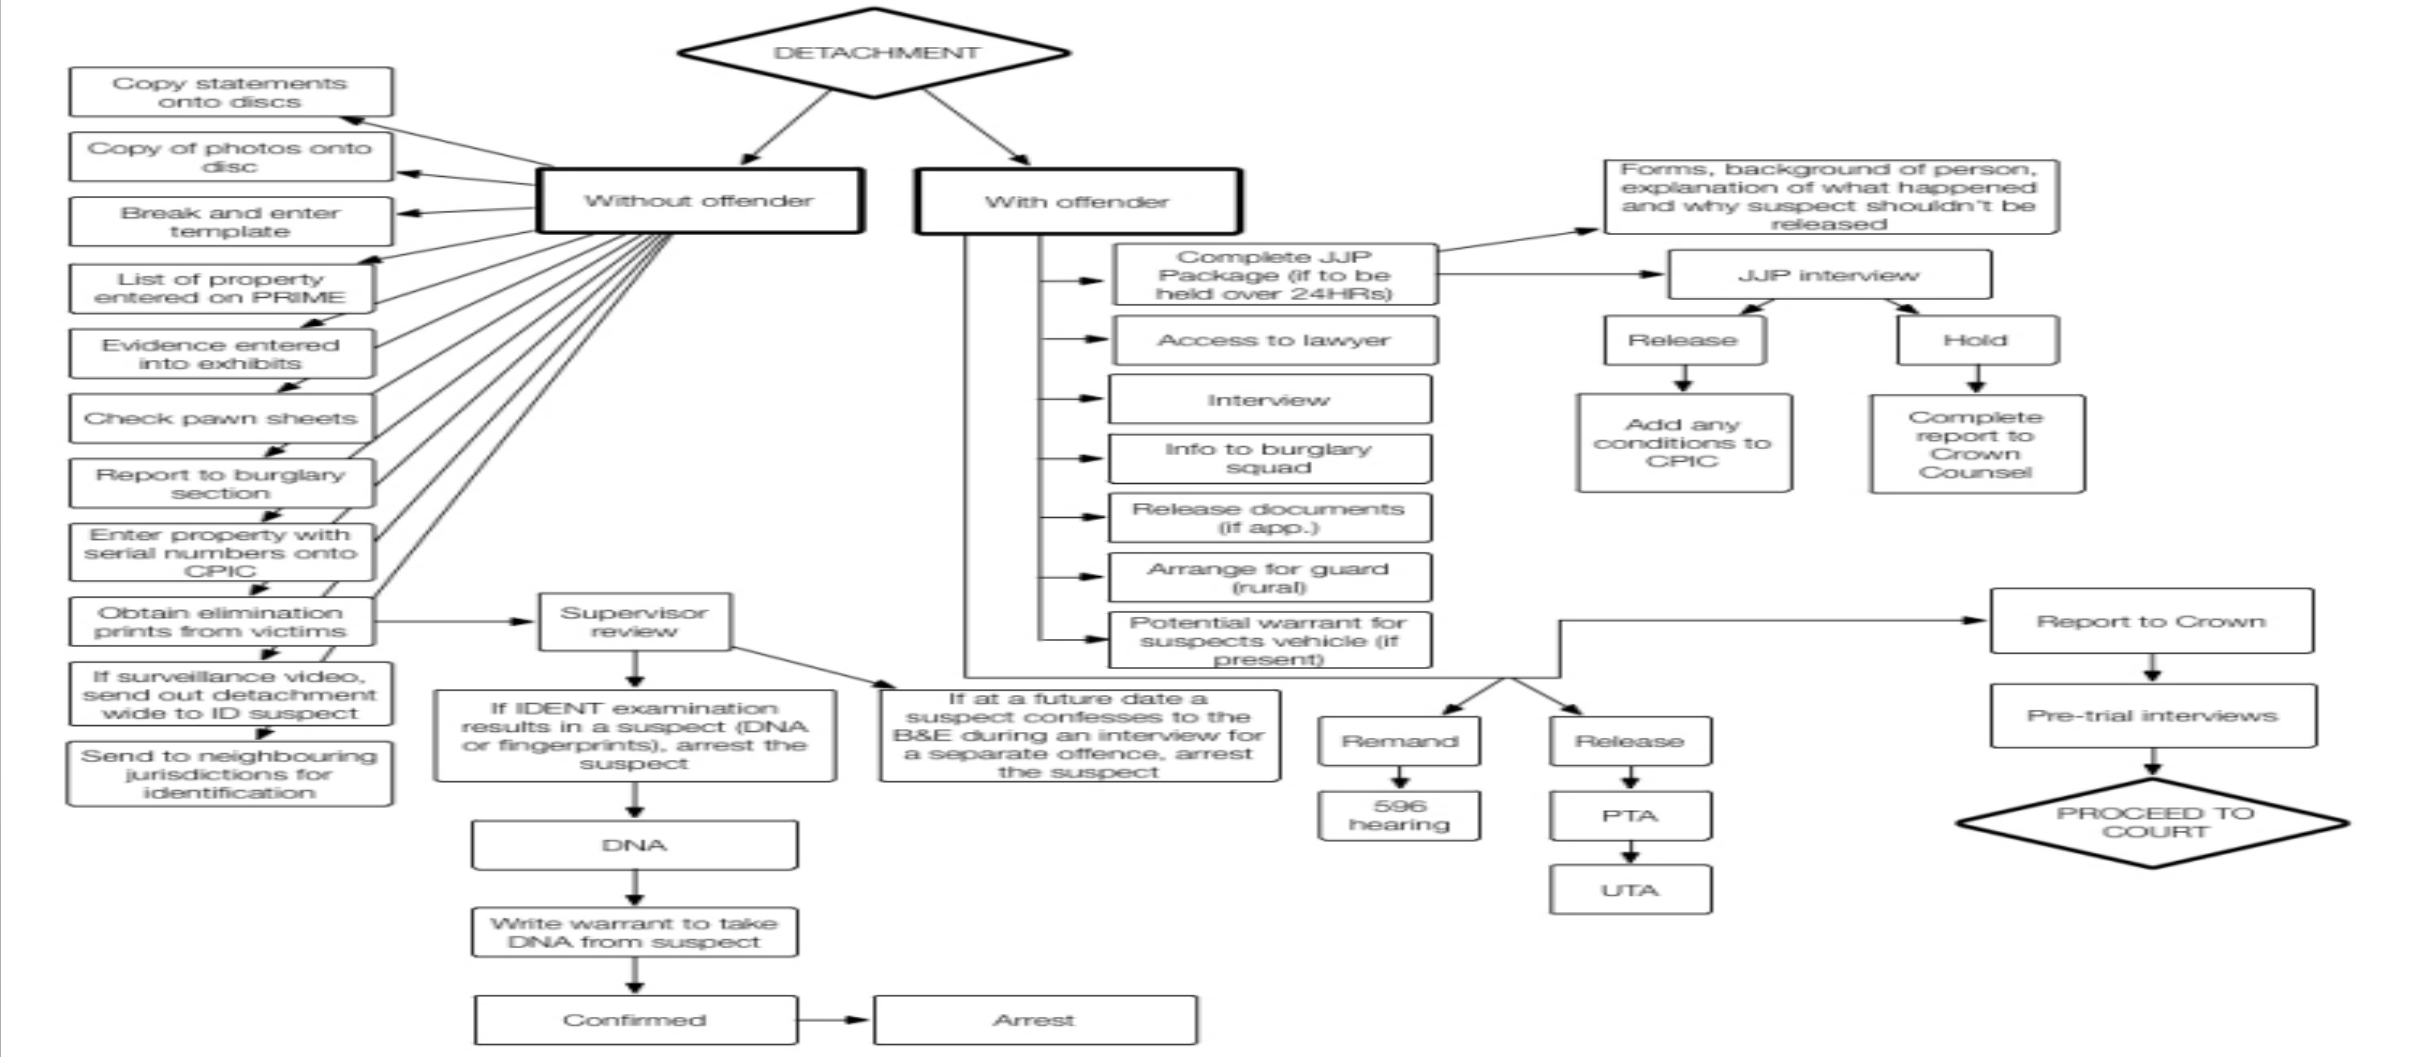 DETACHMENT
Copy statements
onto discs
Copy of photos onto
disc
Break and enter
template
List of property
entered on PRIME
Evidence entered
into exhibits
Check pawn sheets
Report to burglary
section
Enter property with
serial numbers onto
CPIC
Obtain elimination
prints from victims
If surveillance video,
send out detachment
wide to ID suspect
Send to neighbouring
jurisdictions for
identification
Without offender
Supervisor
review
If IDENT examination
results in a suspect (DNA
or fingerprints), arrest the
suspect
DNA
Write warrant to take
DNA from suspect
Confirmed
Arrest
If at a future date a
suspect confesses to the
B&E during an interview for
a separate offence, arrest
the suspect
With offender
Complete JJP
Package (if to be
held over 24HRs)
Access to lawyer
Interview
Info to burglary
squad
Release documents
(if app.)
Arrange for guard
(rural)
Potential warrant for
suspects vehicle (if
present)
Forms, background of person,
explanation of what happened
and why suspect shouldn't be
released
JJP interview
Release
Hold
Add any
conditions to
CPIC
Complete
report to
Crown
Counsel
Remand
596
hearing
Release
PTA
UTA
Report to Crown
Pre-trial interviews
PROCEED TO
COURT